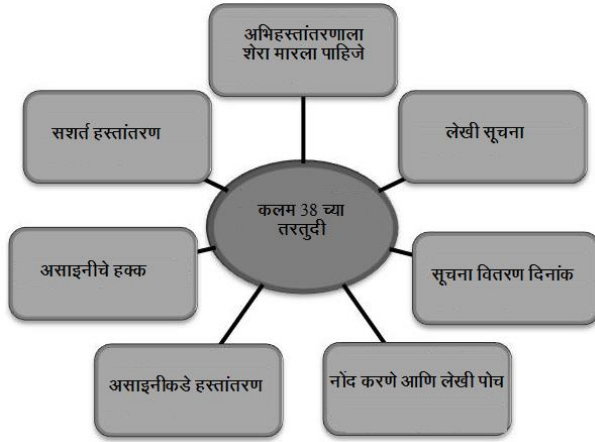 अभिहस्तांतरणाला
शेरा मारला पाहिजे
सशर्त हस्तांतरण
लेखी सूचना
कलम 38 च्या
तरतुदी
असाइनीचे हक्क
सूचना वितरण दिनांक
असाइनीकडे हस्तांतरण
नोंद करणे आणि लेखी पोच